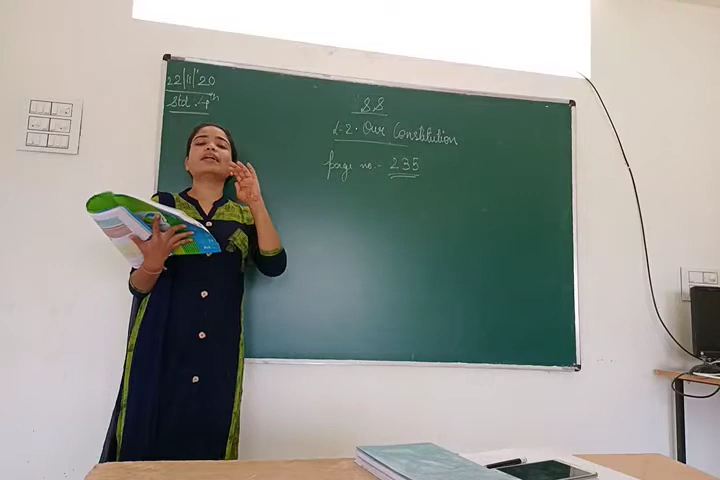 22/11/'20
Std. 4th
S.S
L-2. Our Constitution
page no. - 235